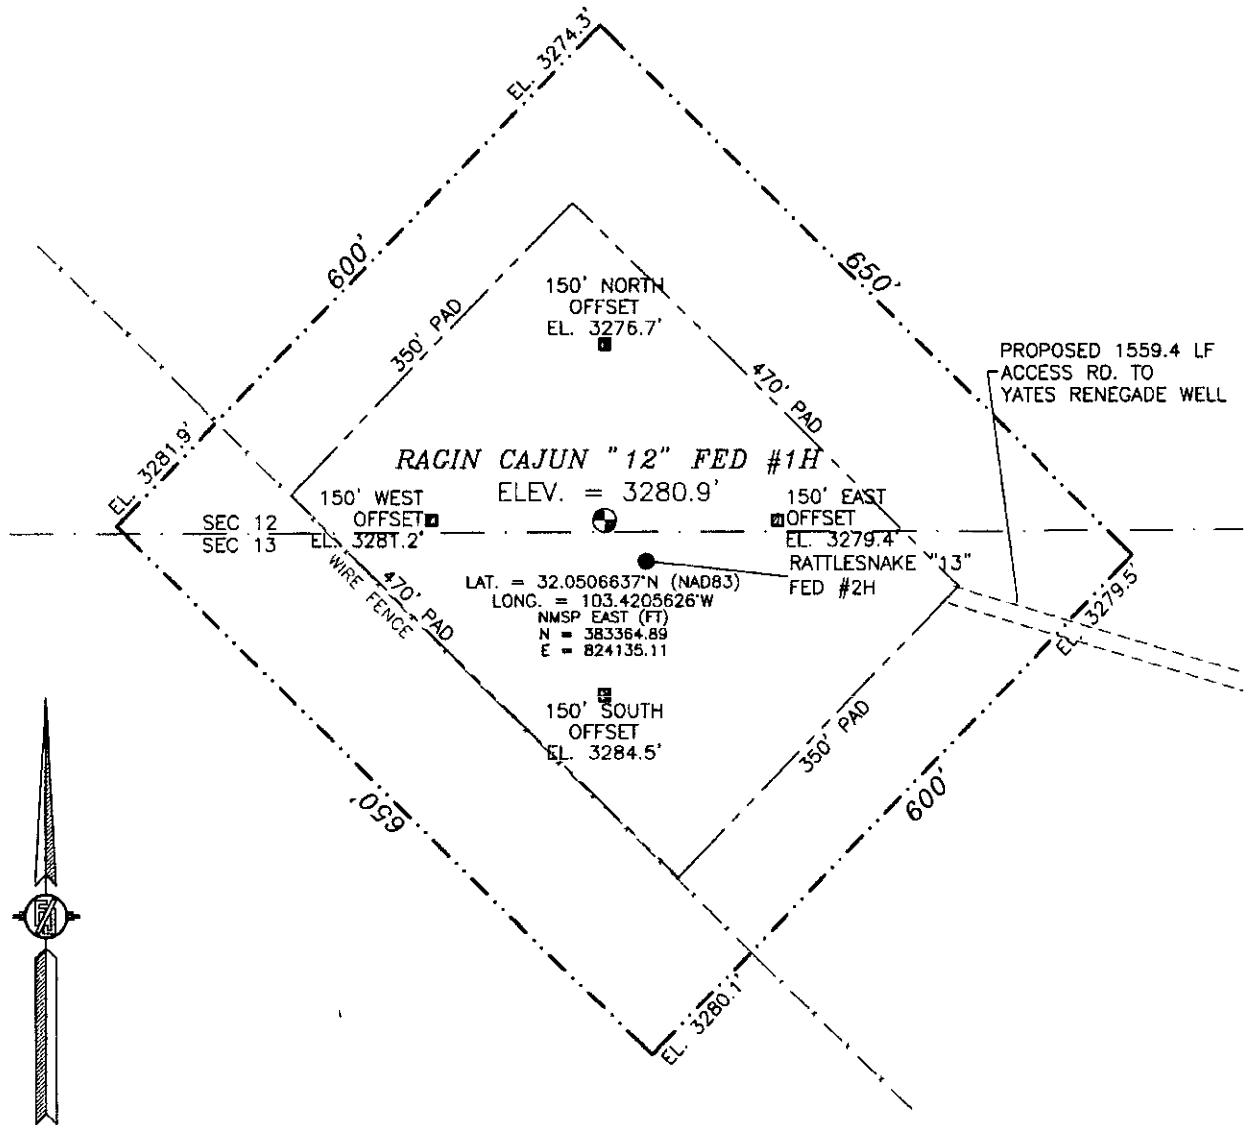 EL. 3274.3'
600'
650'
150' NORTH
OFFSET
EL. 3276.7'
350' PAD
470' PAD
PROPOSED 1559.4 LF
ACCESS RD. TO
YATES RENEGADE WELL
EL. 3281.9'
RAGIN CAJUN "12" FED #1H
ELEV. = 3280.9'
150' WEST
OFFSET
EL. 3281.2'
150' EAST
OFFSET
EL. 3279.4'
SEC 12
SEC 13
WIRE FENCE
470' PAD
RATTLESNAKE "13"
FED #2H
LAT. = 32.0506637°N (NAD83)
LONG. = 103.4205626°W
NMSP EAST (FT)
N = 383364.89
E = 824135.11
EL. 3279.5'
150' SOUTH
OFFSET
EL. 3284.5'
350' PAD
650'
600'
EL. 3280.1'